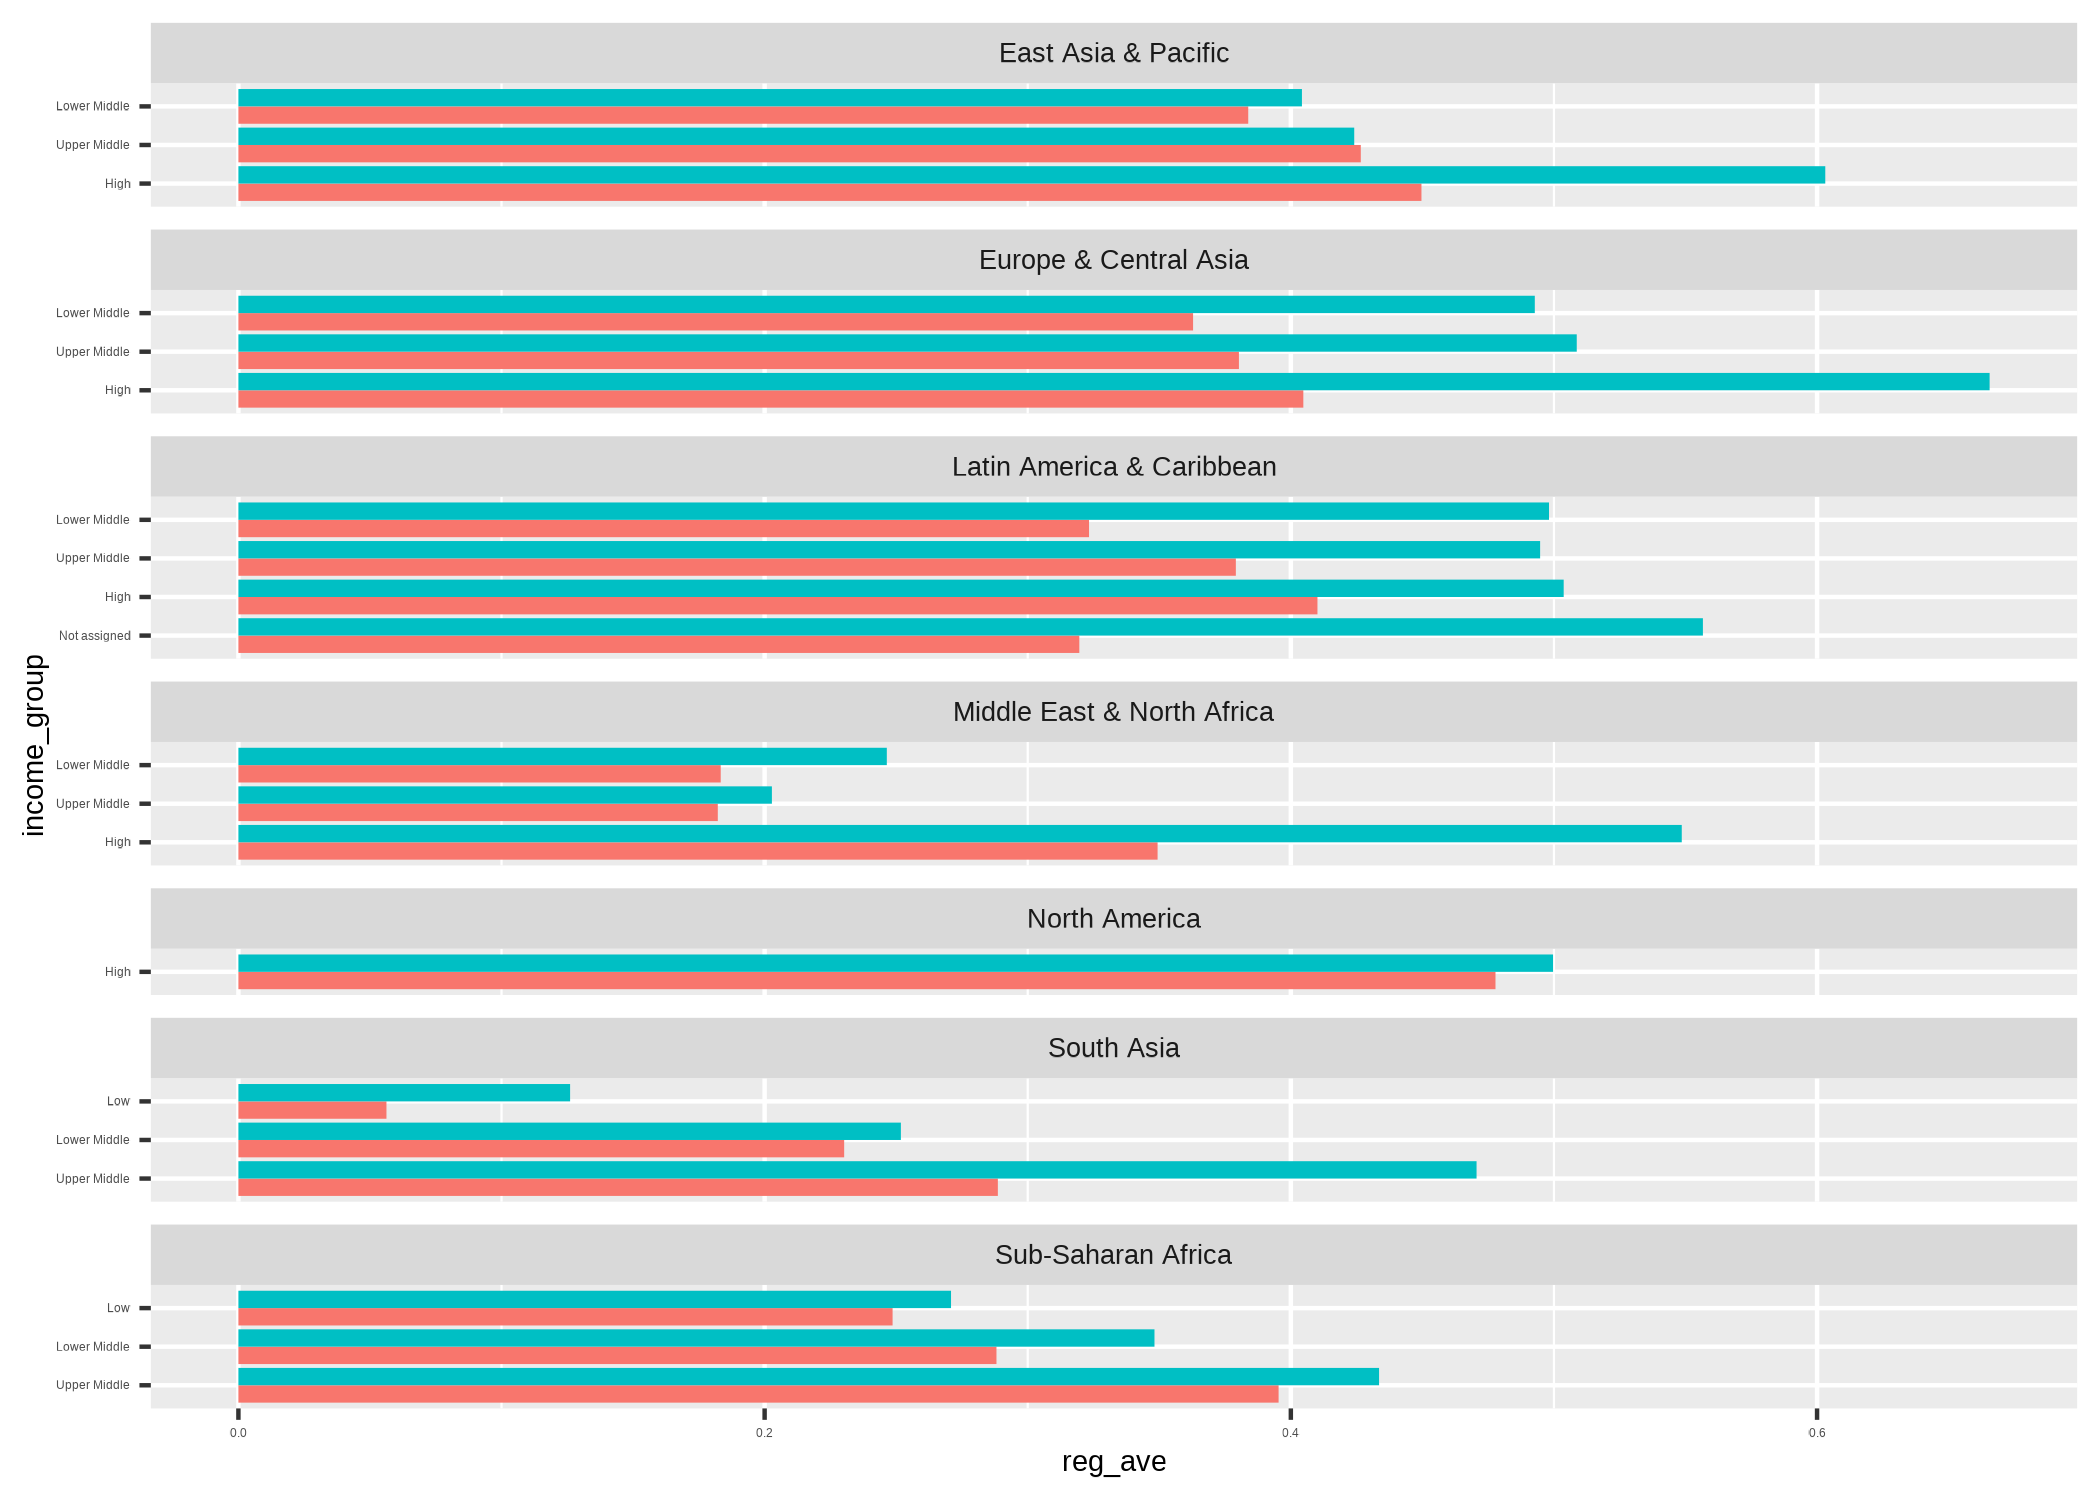 East Asia & Pacific
Lower Middle
Upper Middle
High
Europe & Central Asia
Lower Middle
Upper Middle
High
Latin America & Caribbean
Lower Middle
Upper Middle
High
Not assigned
income_group
Middle East & North Africa
Lower Middle
Upper Middle
High
North America
High
South Asia
Low
Lower Middle
Upper Middle
Sub-Saharan Africa
Low
Lower Middle
Upper Middle
0.0 0.2 0.4 0.6
reg_ave